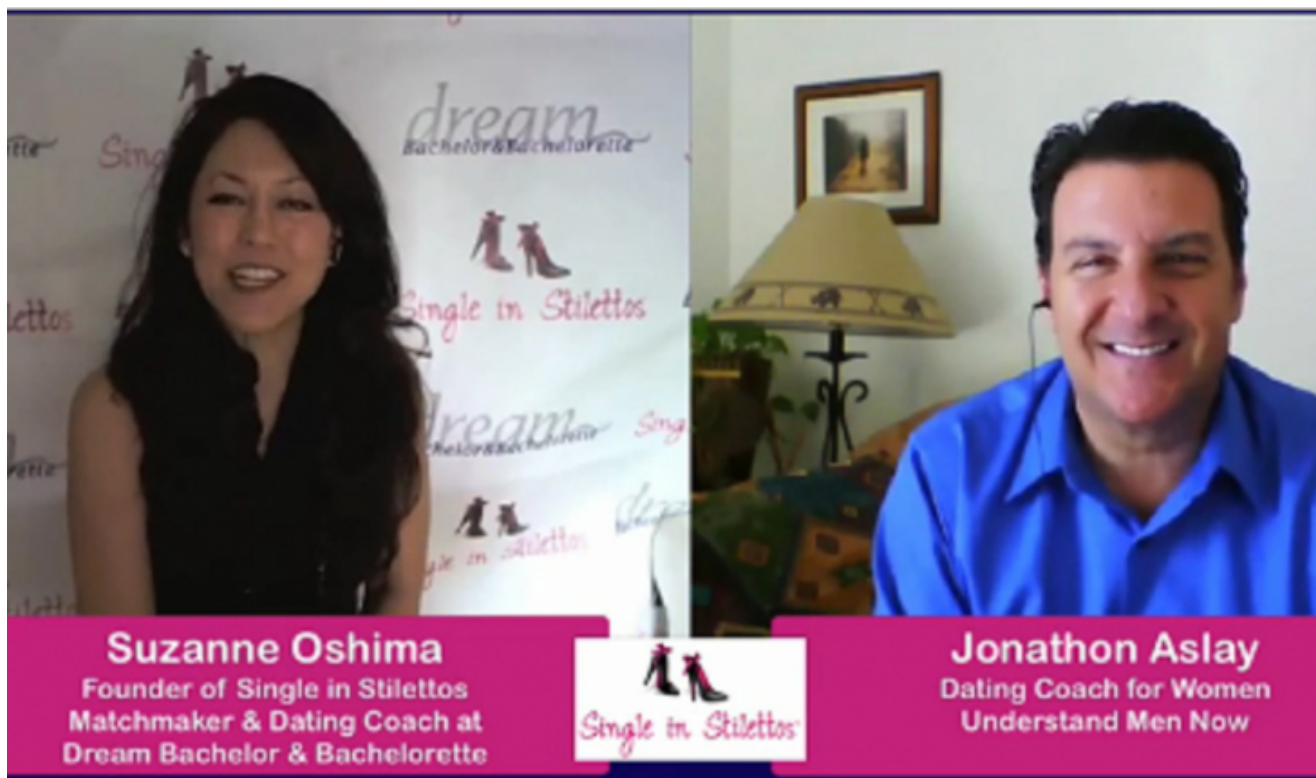 dream
Bachelor&Bachelorette
Single in Stilettos
dream
Single in Stilettos
Suzanne Oshima
Founder of Single in Stilettos
Matchmaker & Dating Coach at
Dream Bachelor & Bachelorette
Single in Stilettos
Jonathon Aslay
Dating Coach for Women
Understand Men Now